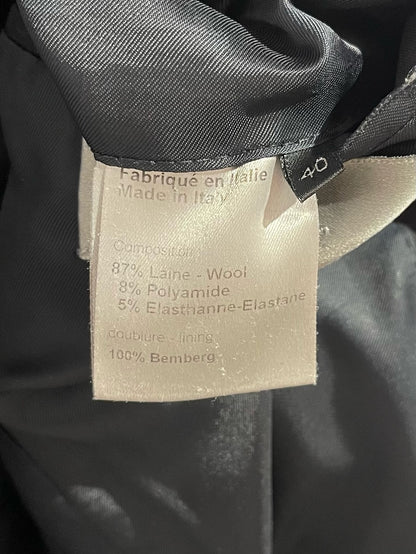 Fabriqué en Italie
Made in Italy
40
Composition:
87% Laine - Wool
8% Polyamide
5% Elasthanne-Elastane
doublure - lining
100% Bemberg